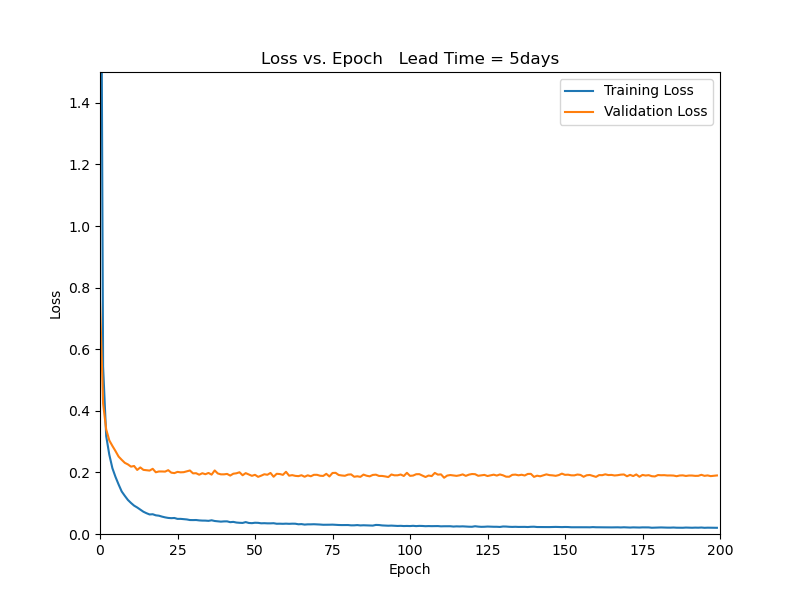 Loss vs. Epoch   Lead Time = 5days
Training Loss
Validation Loss
1.4
1.2
1.0
0.8
0.6
0.4
0.2
0.0
Loss
0 25 50 75 100 125 150 175 200
Epoch